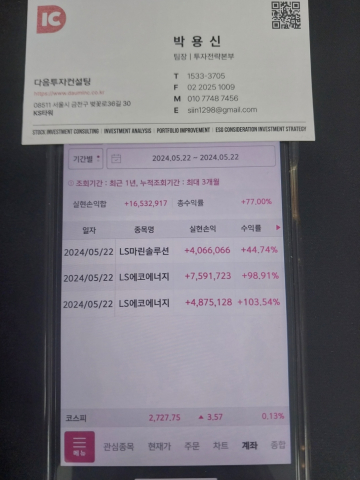 IC
박 용 신
팀장 | 투자전략본부
다음투자컨설팅
08511 서울시 금천구 벚꽃로36길 30
KS타워
T 1533-3705
F 02 2025 1009
M 010 7748 7456
E siin1298@gmail.com
STOCK INVESTMENT CONSULTING | INVESTMENT ANALYSIS | PORTFOLIO IMPROVEMENT | ESG CONSIDERATION INVESTMENT STRATEGY
기간별 2024.05.22 ~ 2024.05.22
조회기간 : 최근 1년, 누적조회기간 : 최대 3개월
실현손익합 +16,532,917 총수익률 +77.00%
일자 종목명 실현손익 수익률
2024/05/22 LS마린솔루션 +4,066,066 +44.74%
2024/05/22 LS에코에너지 +7,591,723 +98.91%
2024/05/22 LS에코에너지 +4,875,128 +103.54%
코스피 2,727.75 ▲ 3.57 0.13%
메뉴 관심종목 현재가 주문 차트 계좌 종합